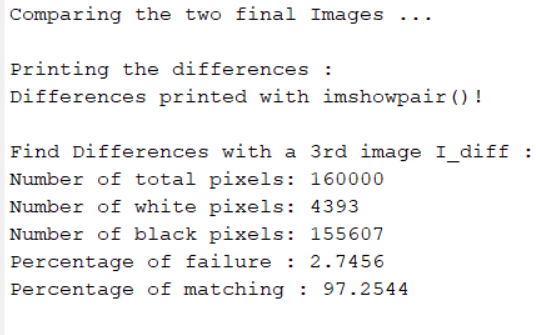 Comparing the two final Images ...
Printing the differences :
Differences printed with imshowpair()!
Find Differences with a 3rd image I_diff :
Number of total pixels: 160000
Number of white pixels: 4393
Number of black pixels: 155607
Percentage of failure : 2.7456
Percentage of matching : 97.2544